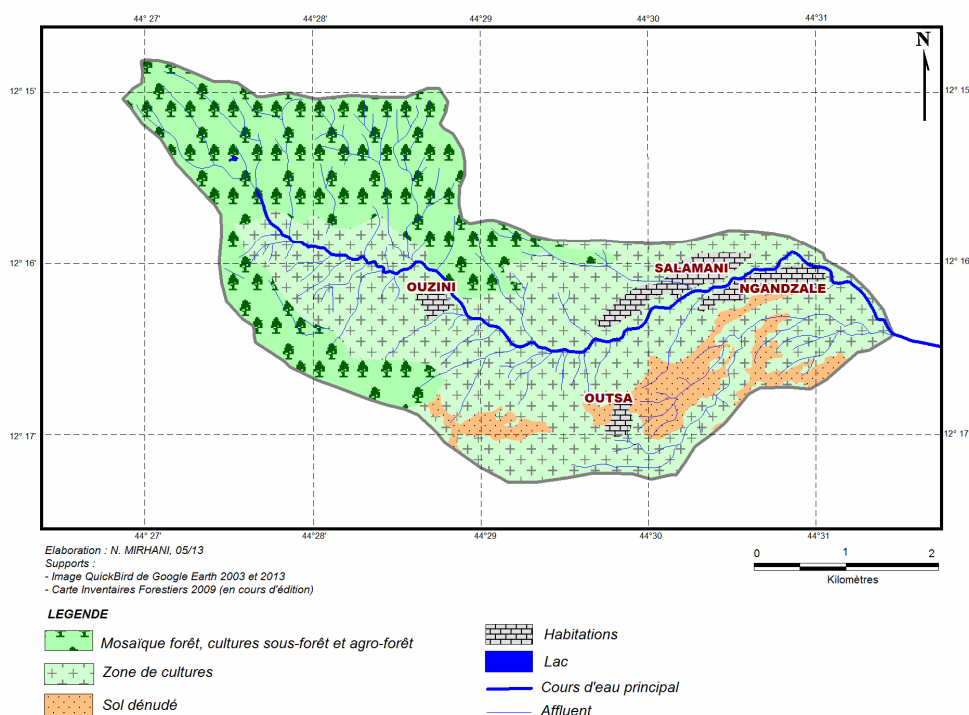 44° 27' 44° 28' 44° 29' 44° 30' 44° 31'
N
12° 15' 12° 15'
12° 16' 12° 16'
SALAMANI
OUZINI NGANDZALE
OUTSA
12° 17' 12° 17'
44° 27' 44° 28' 44° 29' 44° 30' 44° 31'
Elaboration : N. MIRHANI, 05/13
Supports :
- Image QuickBird de Google Earth 2003 et 2013
- Carte Inventaires Forestiers 2009 (en cours d'édition)
0 1 2
Kilomètres
LEGENDE
Mosaïque forêt, cultures sous-forêt et agro-forêt
Zone de cultures
Sol dénudé
Habitations
Lac
Cours d'eau principal
Affluent